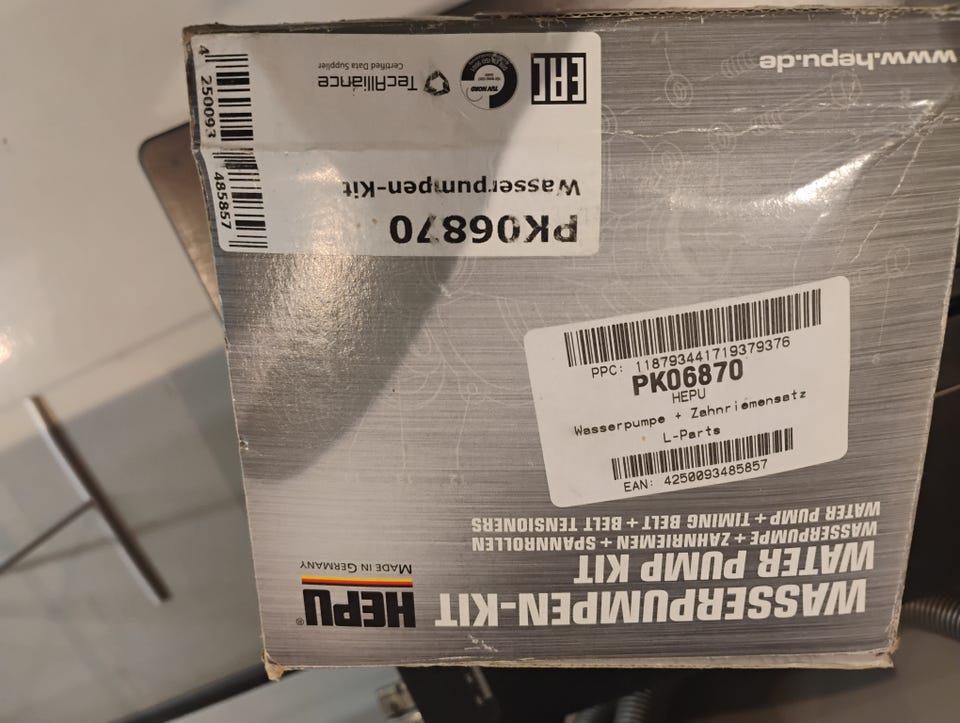 HEPU®
MADE IN GERMANY
WASSERPUMPEN-KIT
WATER PUMP KIT
WASSERPUMPE + ZAHNRIEMEN + SPANNROLLEN
WATER PUMP + TIMING BELT + BELT TENSIONERS
PPC: 118793441719379376
PK06870
HEPU
Wasserpumpe + Zahnriemensatz
L-Parts
EAN: 4250093485857
PK06870
Wasserpumpen-Kit
EAC
TÜV NORD
TecAlliance
Certified Data Supplier
4 250093 485857
www.hepu.de